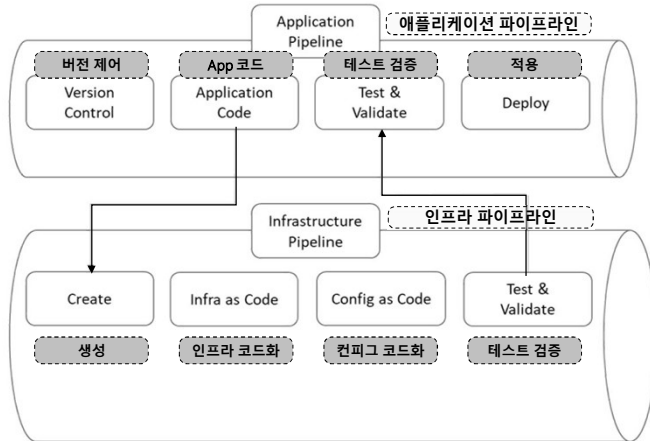 Application
Pipeline
애플리케이션 파이프라인
버전 제어
App 코드
테스트 검증
적용
Version
Control
Application
Code
Test &
Validate
Deploy
Infrastructure
Pipeline
인프라 파이프라인
Create
Infra as Code
Config as Code
Test &
Validate
생성
인프라 코드화
컨피그 코드화
테스트 검증